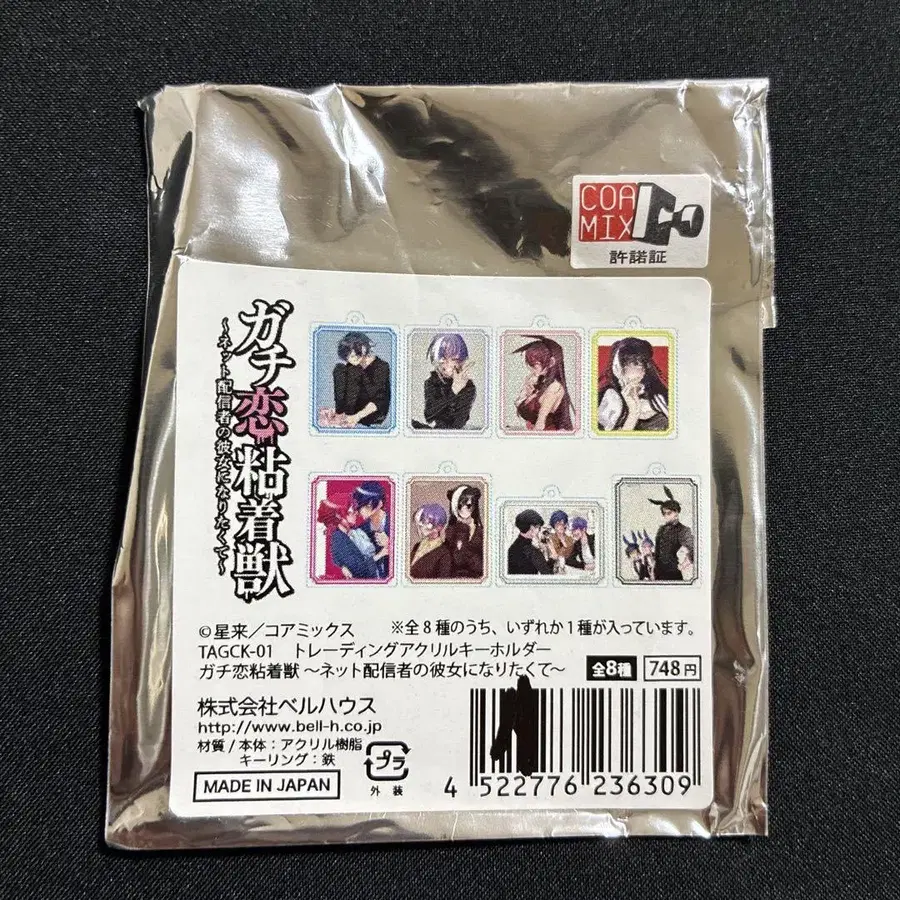 COA
MIX
許諾証
ガチ恋粘着獣
～ネット配信者の彼女になりたくて～
©星来／コアミックス ※全8種のうち、いずれか1種が入っています。
TAGCK-01 トレーディングアクリルキーホルダー
ガチ恋粘着獣 ～ネット配信者の彼女になりたくて～ 全8種 748円
株式会社ベルハウス
http://www.bell-h.co.jp
材質 / 本体：アクリル樹脂
キーリング：鉄
プラ
外装
MADE IN JAPAN
4 522776 236309